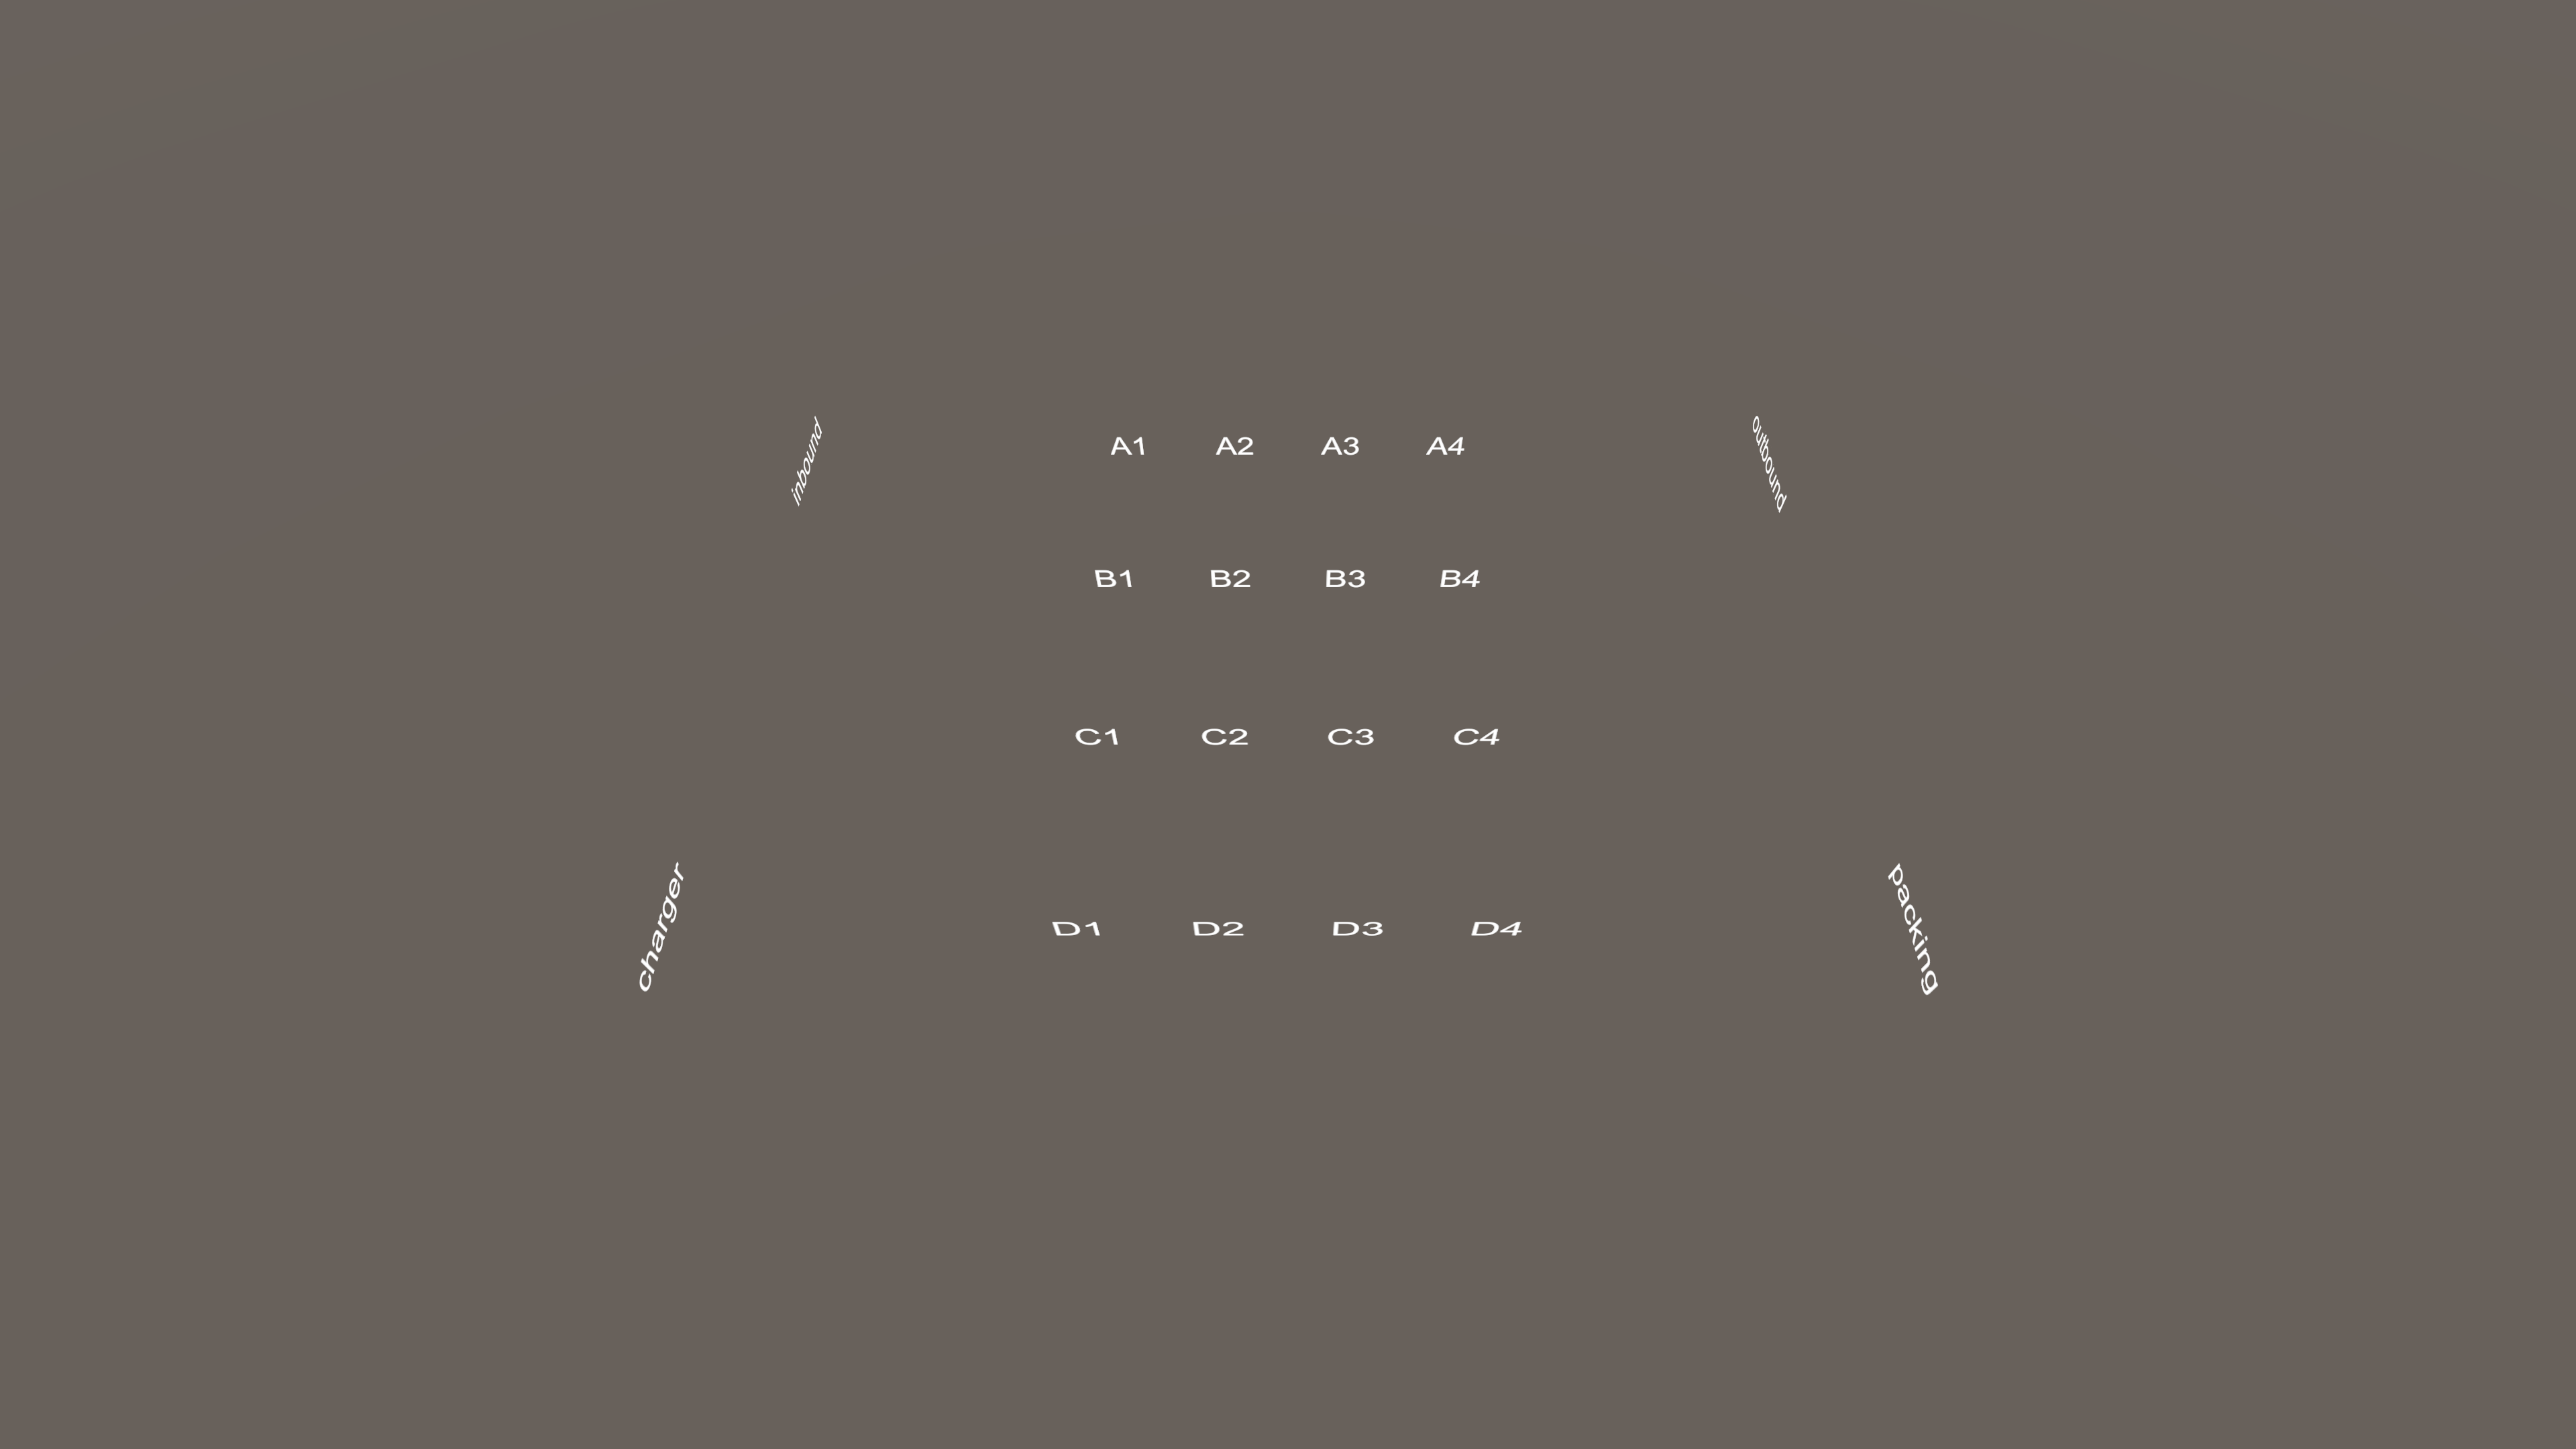 inbound
A1 A2 A3 A4
outbound
B1 B2 B3 B4
C1 C2 C3 C4
charger
D1 D2 D3 D4
packing